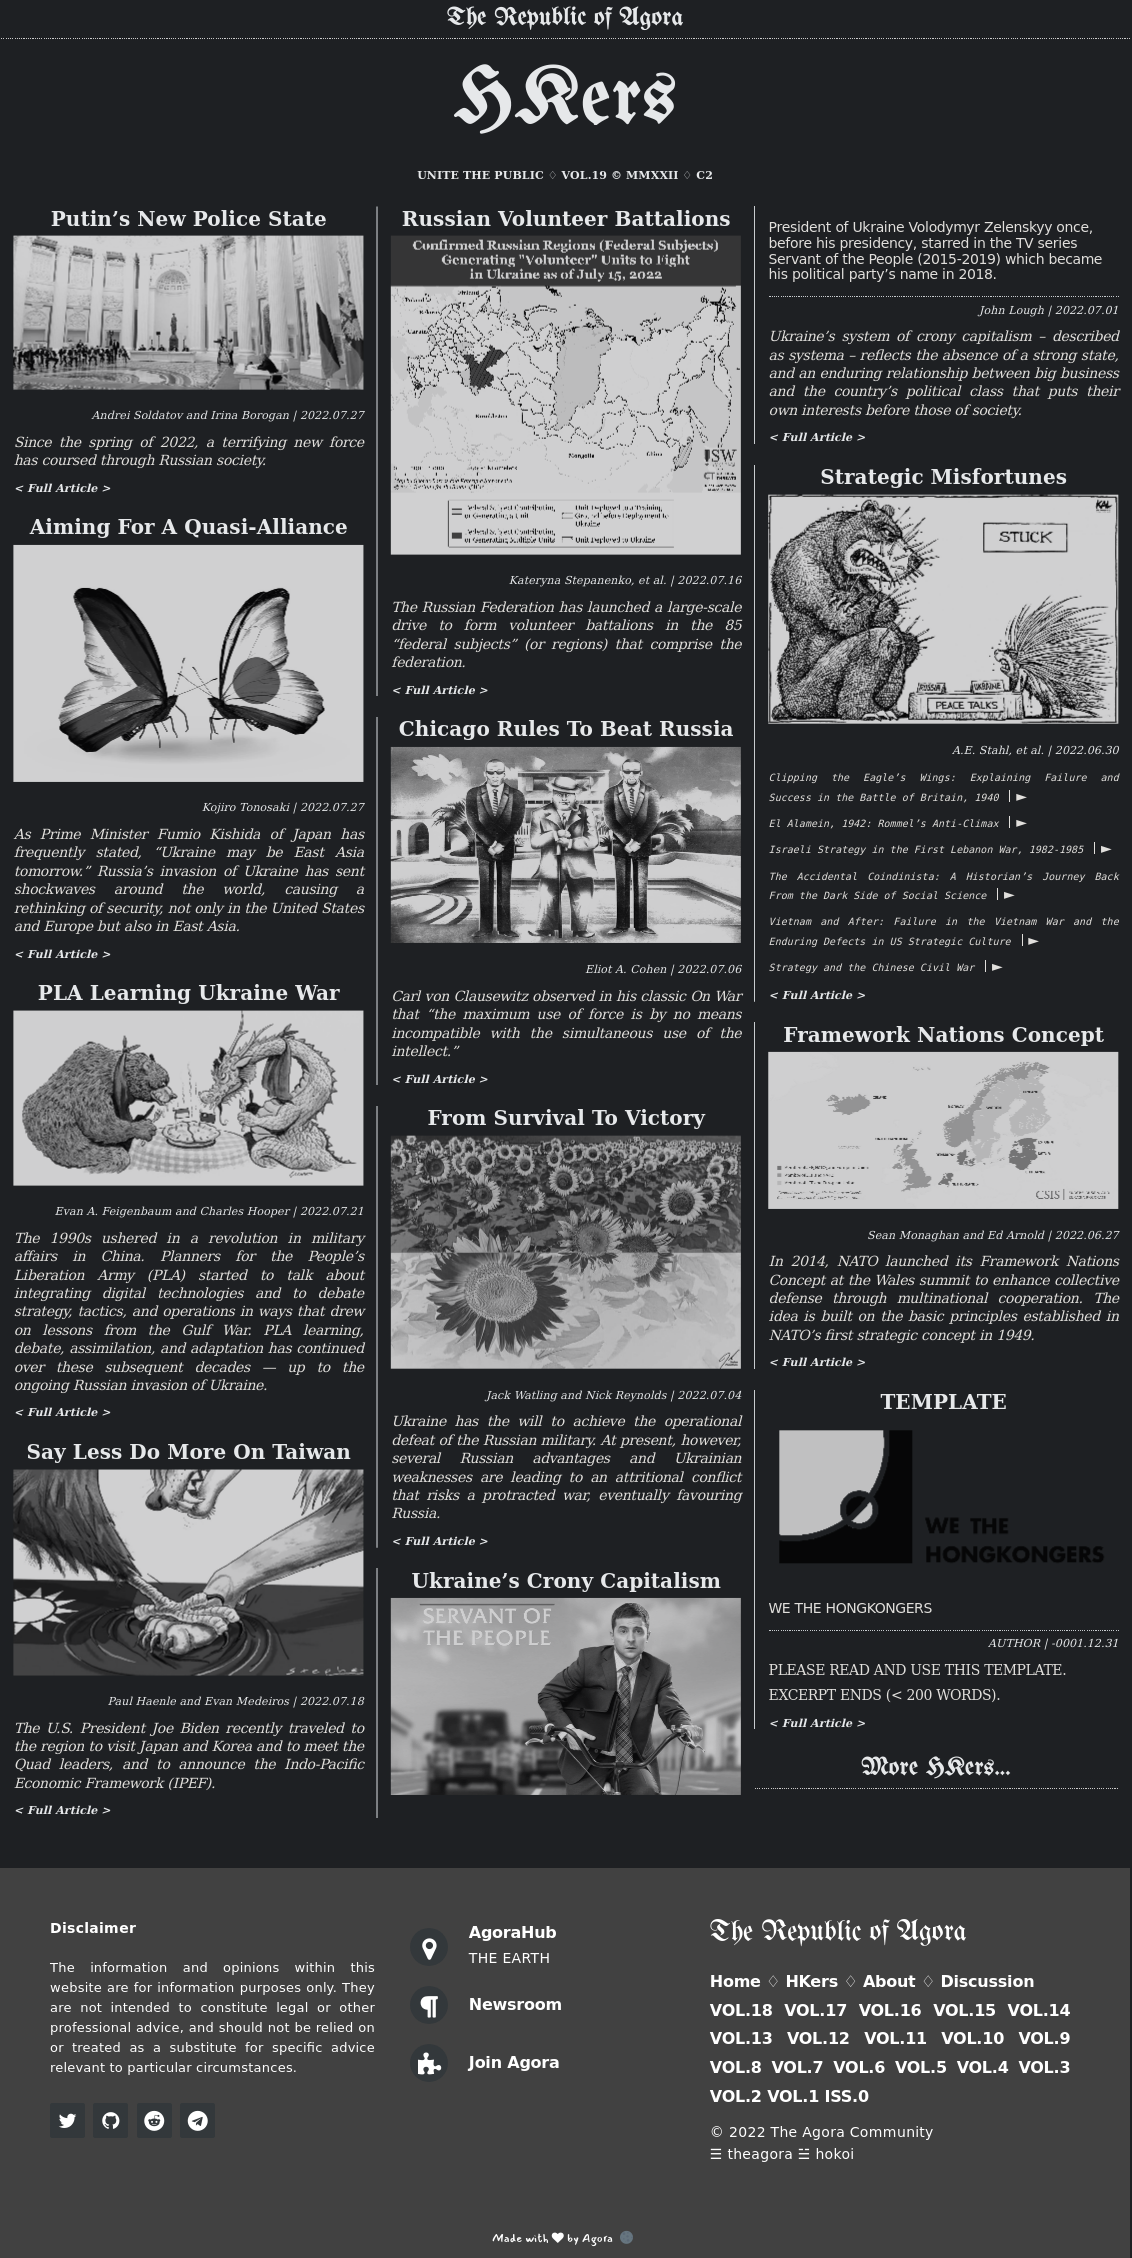 The Republic of Agora
HKers
UNITE THE PUBLIC ♢ VOL.19 © MMXXII ♢ C2
Putin’s New Police State
Andrei Soldatov and Irina Borogan | 2022.07.27
Since the spring of 2022, a terrifying new force
has coursed through Russian society.
< Full Article >
Aiming For A Quasi-Alliance
Kojiro Tonosaki | 2022.07.27
As Prime Minister Fumio Kishida of Japan has
frequently stated, “Ukraine may be East Asia
tomorrow.” Russia’s invasion of Ukraine has sent
shockwaves around the world, causing a
rethinking of security, not only in the United States
and Europe but also in East Asia.
< Full Article >
PLA Learning Ukraine War
Evan A. Feigenbaum and Charles Hooper | 2022.07.21
The 1990s ushered in a revolution in military
affairs in China. Planners for the People’s
Liberation Army (PLA) started to talk about
integrating digital technologies and to debate
strategy, tactics, and operations in ways that drew
on lessons from the Gulf War. PLA learning,
debate, assimilation, and adaptation has continued
over these subsequent decades — up to the
ongoing Russian invasion of Ukraine.
< Full Article >
Say Less Do More On Taiwan
Paul Haenle and Evan Medeiros | 2022.07.18
The U.S. President Joe Biden recently traveled to
the region to visit Japan and Korea and to meet the
Quad leaders, and to announce the Indo-Pacific
Economic Framework (IPEF).
< Full Article >
Russian Volunteer Battalions
Confirmed Russian Regions (Federal Subjects)
Generating "Volunteer" Units to Fight
in Ukraine as of July 15, 2022
Mongolia
China
ISW
CT
Kateryna Stepanenko, et al. | 2022.07.16
The Russian Federation has launched a large-scale
drive to form volunteer battalions in the 85
“federal subjects” (or regions) that comprise the
federation.
< Full Article >
Chicago Rules To Beat Russia
Eliot A. Cohen | 2022.07.06
Carl von Clausewitz observed in his classic On War
that “the maximum use of force is by no means
incompatible with the simultaneous use of the
intellect.”
< Full Article >
From Survival To Victory
Jack Watling and Nick Reynolds | 2022.07.04
Ukraine has the will to achieve the operational
defeat of the Russian military. At present, however,
several Russian advantages and Ukrainian
weaknesses are leading to an attritional conflict
that risks a protracted war, eventually favouring
Russia.
< Full Article >
Ukraine’s Crony Capitalism
SERVANT OF
THE PEOPLE
President of Ukraine Volodymyr Zelenskyy once,
before his presidency, starred in the TV series
Servant of the People (2015-2019) which became
his political party’s name in 2018.
John Lough | 2022.07.01
Ukraine’s system of crony capitalism – described
as systema – reflects the absence of a strong state,
and an enduring relationship between big business
and the country’s political class that puts their
own interests before those of society.
< Full Article >
Strategic Misfortunes
KAL
STUCK
RUSSIA
UKRAINE
PEACE TALKS
A.E. Stahl, et al. | 2022.06.30
Clipping the Eagle’s Wings: Explaining Failure and
Success in the Battle of Britain, 1940 |►
El Alamein, 1942: Rommel’s Anti-Climax |►
Israeli Strategy in the First Lebanon War, 1982-1985 |►
The Accidental Coindinista: A Historian’s Journey Back
From the Dark Side of Social Science |►
Vietnam and After: Failure in the Vietnam War and the
Enduring Defects in US Strategic Culture |►
Strategy and the Chinese Civil War |►
< Full Article >
Framework Nations Concept
CSIS
Sean Monaghan and Ed Arnold | 2022.06.27
In 2014, NATO launched its Framework Nations
Concept at the Wales summit to enhance collective
defense through multinational cooperation. The
idea is built on the basic principles established in
NATO’s first strategic concept in 1949.
< Full Article >
TEMPLATE
WE THE
HONGKONGERS
WE THE HONGKONGERS
AUTHOR | -0001.12.31
PLEASE READ AND USE THIS TEMPLATE.
EXCERPT ENDS (< 200 WORDS).
< Full Article >
More HKers...
Disclaimer
The information and opinions within this
website are for information purposes only. They
are not intended to constitute legal or other
professional advice, and should not be relied on
or treated as a substitute for specific advice
relevant to particular circumstances.
AgoraHub
THE EARTH
Newsroom
Join Agora
The Republic of Agora
Home ♢ HKers ♢ About ♢ Discussion
VOL.18 VOL.17 VOL.16 VOL.15 VOL.14
VOL.13 VOL.12 VOL.11 VOL.10 VOL.9
VOL.8 VOL.7 VOL.6 VOL.5 VOL.4 VOL.3
VOL.2 VOL.1 ISS.0
© 2022 The Agora Community
☰ theagora ☱ hokoi
Made with ♥ by Agora